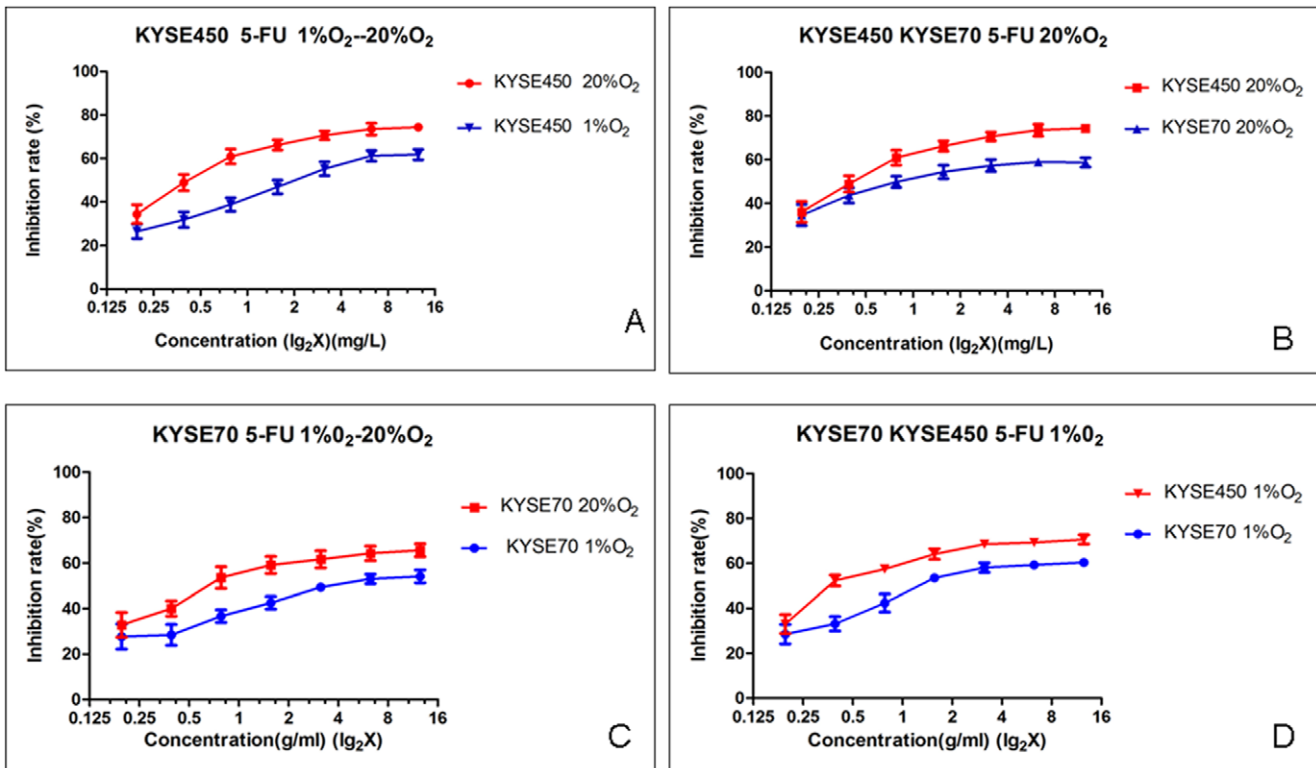 KYSE450 5-FU 1%O₂--20%O₂
Inhibition rate (%)
100
80
60
40
20
0
0.125 0.25 0.5 1 2 4 8 16
Concentration (lg₂X)(mg/L)
KYSE450 20%O₂
KYSE450 1%O₂
A
KYSE450 KYSE70 5-FU 20%O₂
Inhibition rate (%)
100
80
60
40
20
0
0.125 0.25 0.5 1 2 4 8 16
Concentration (lg₂X)(mg/L)
KYSE450 20%O₂
KYSE70 20%O₂
B
KYSE70 5-FU 1%0₂-20%O₂
Inhibition rate(%)
100
80
60
40
20
0
0.125 0.25 0.5 1 2 4 8 16
Concentration(g/ml) (lg₂X)
KYSE70 20%O₂
KYSE70 1%O₂
C
KYSE70 KYSE450 5-FU 1%0₂
Inhibition rate(%)
100
80
60
40
20
0
0.125 0.25 0.5 1 2 4 8 16
Concentration(g/ml) (lg₂X)
KYSE450 1%O₂
KYSE70 1%O₂
D